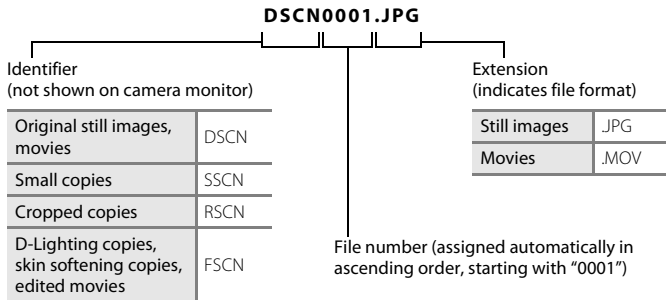 DSCN0001.JPG
Identifier
(not shown on camera monitor)
Original still images,
movies
DSCN
Small copies
SSCN
Cropped copies
RSCN
D-Lighting copies,
skin softening copies,
edited movies
FSCN
File number (assigned automatically in
ascending order, starting with “0001”)
Extension
(indicates file format)
Still images
.JPG
Movies
.MOV